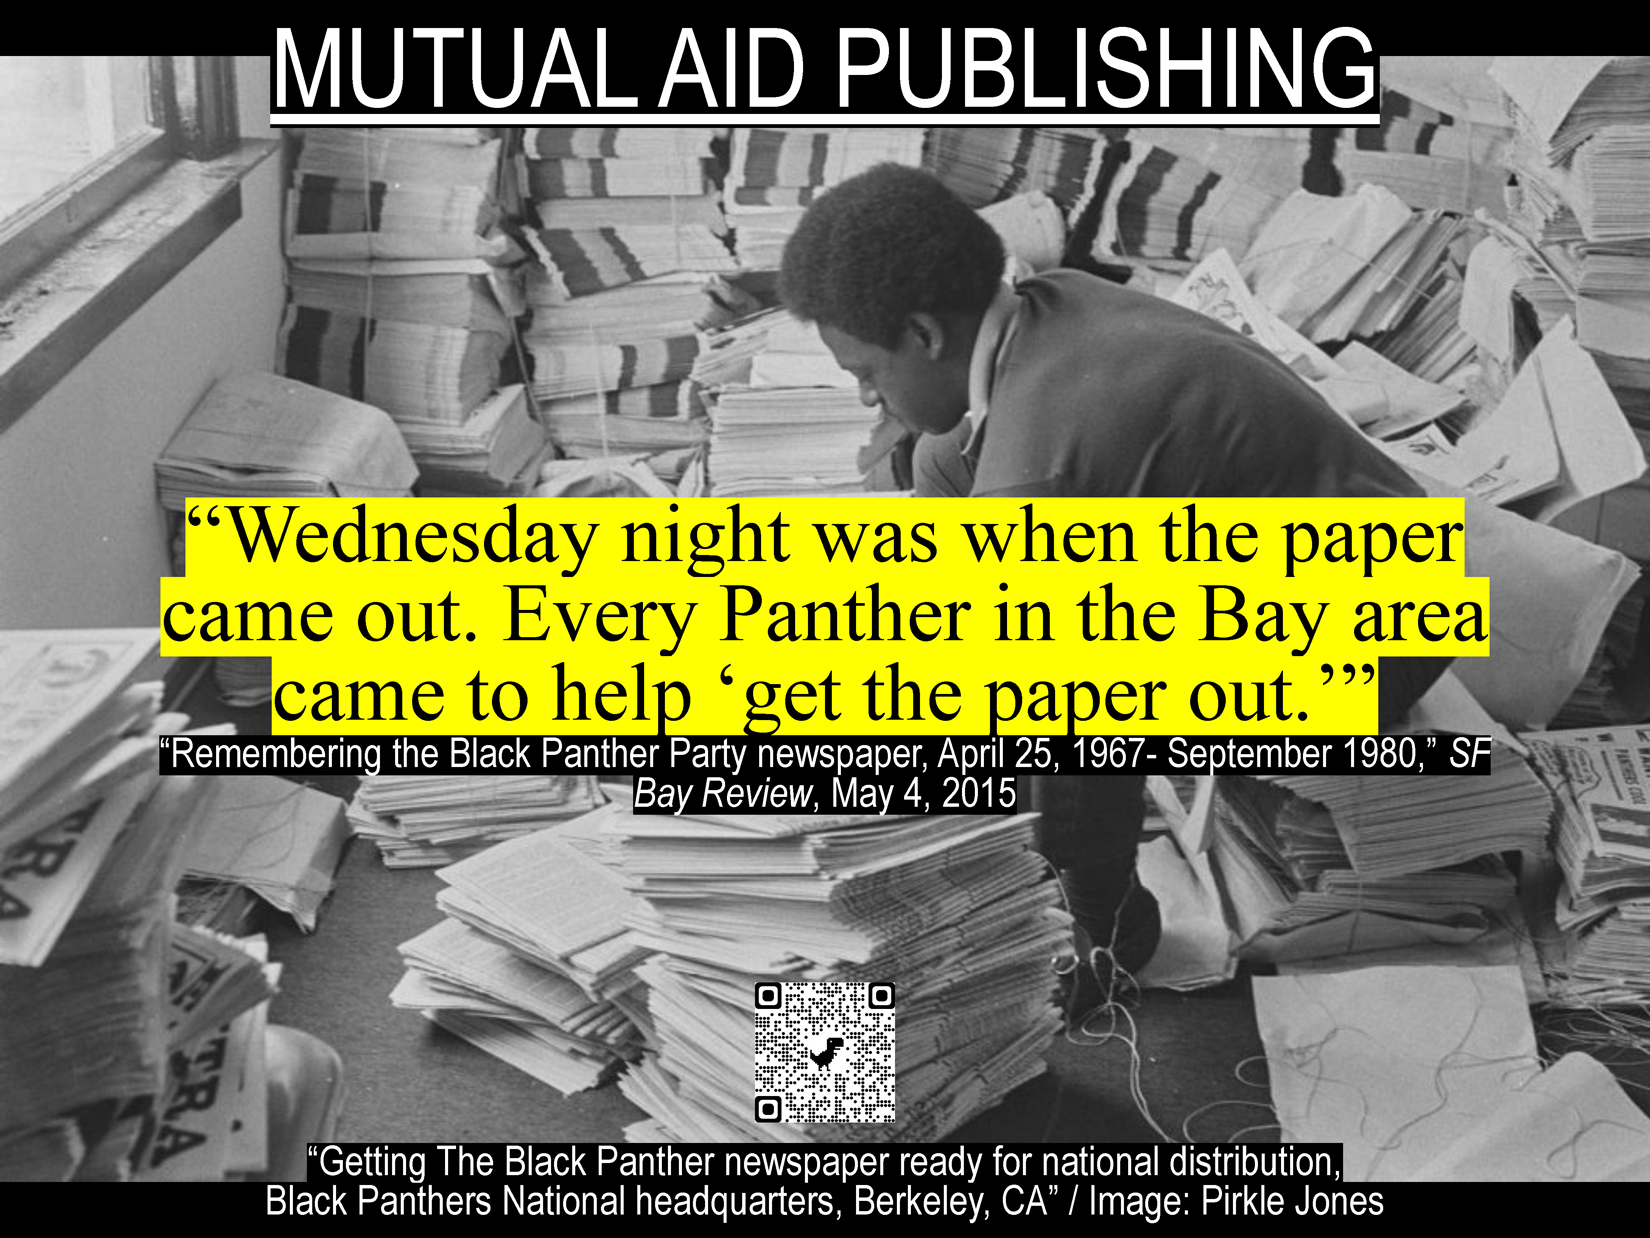 MUTUAL AID PUBLISHING
“Wednesday night was when the paper
came out. Every Panther in the Bay area
came to help ‘get the paper out.’”
“Remembering the Black Panther Party newspaper, April 25, 1967- September 1980,” SF
Bay Review, May 4, 2015
TRA
TRA
“Getting The Black Panther newspaper ready for national distribution,
Black Panthers National headquarters, Berkeley, CA” / Image: Pirkle Jones